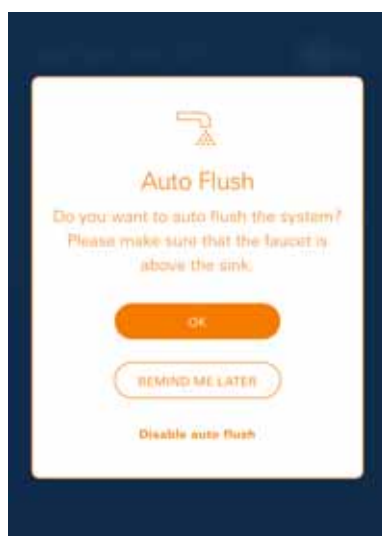 Auto Flush
Do you want to auto flush the system?
Please make sure that the faucet is
above the sink.
OK
REMIND ME LATER
Disable auto flush